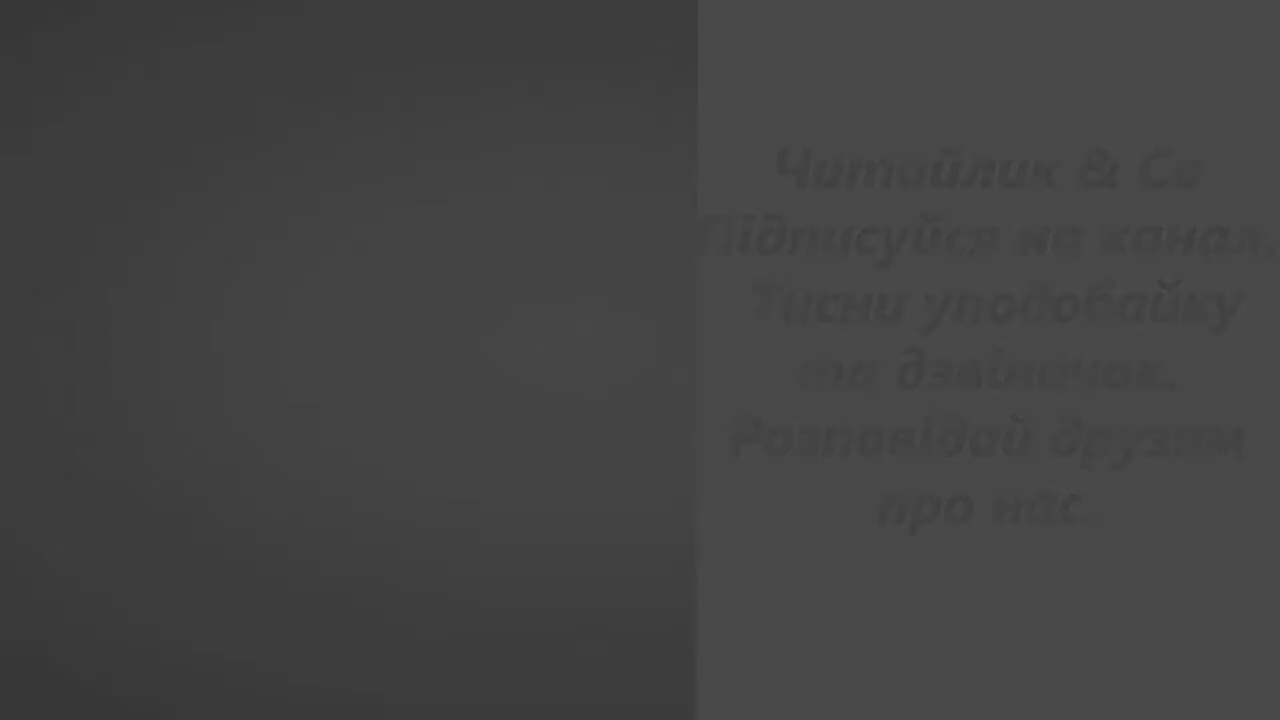 Читайлик & Co
Підписуйся на канал.
Тисни уподобайку
та дзвіночок.
Розповідай друзям
про нас.